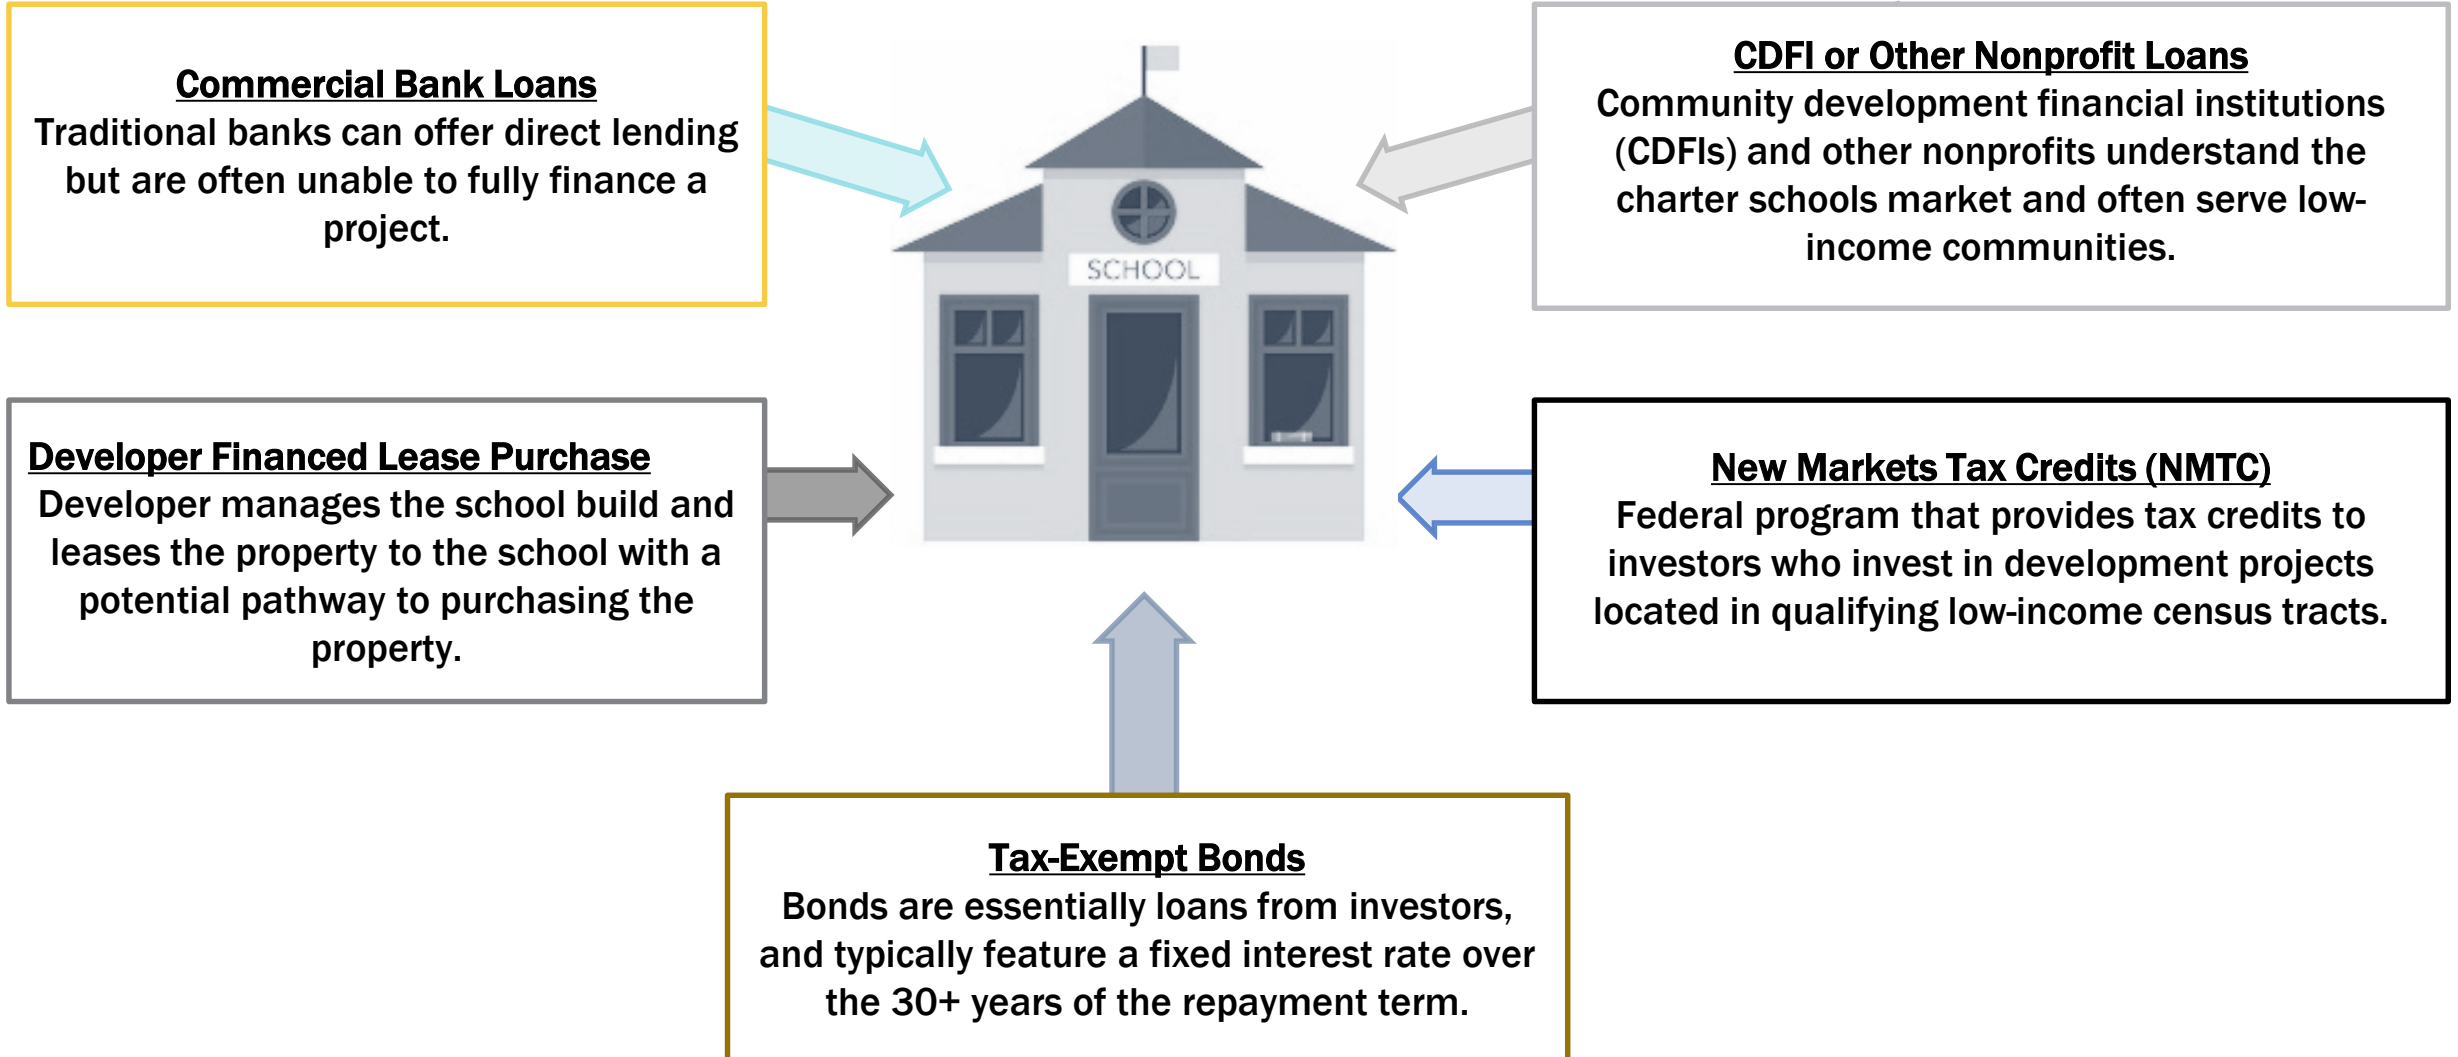 Commercial Bank Loans
Traditional banks can offer direct lending
but are often unable to fully finance a
project.
CDFI or Other Nonprofit Loans
Community development financial institutions
(CDFIs) and other nonprofits understand the
charter schools market and often serve low-
income communities.
SCHOOL
Developer Financed Lease Purchase
Developer manages the school build and
leases the property to the school with a
potential pathway to purchasing the
property.
New Markets Tax Credits (NMTC)
Federal program that provides tax credits to
investors who invest in development projects
located in qualifying low-income census tracts.
Tax-Exempt Bonds
Bonds are essentially loans from investors,
and typically feature a fixed interest rate over
the 30+ years of the repayment term.